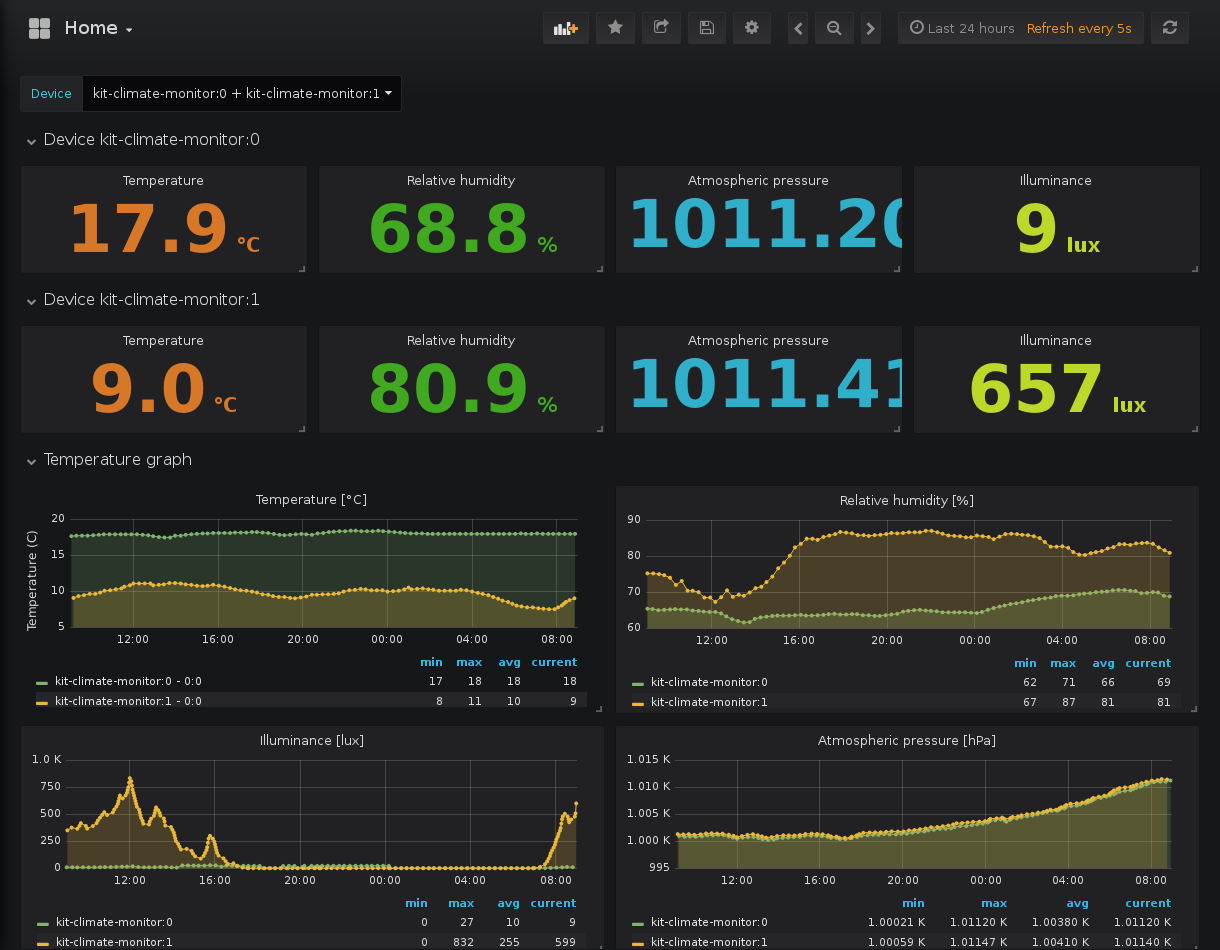 Home
Last 24 hours Refresh every 5s
Device kit-climate-monitor:0 + kit-climate-monitor:1
Device kit-climate-monitor:0
Temperature Relative humidity Atmospheric pressure Illuminance
17.9 °C 68.8 % 1011.20 9 lux
Device kit-climate-monitor:1
Temperature Relative humidity Atmospheric pressure Illuminance
9.0 °C 80.9 % 1011.41 657 lux
Temperature graph
Temperature [°C]
Temperature (C)
20
15
10
5
12:00 16:00 20:00 00:00 04:00 08:00
min max avg current
kit-climate-monitor:0 - 0:0 17 18 18 18
kit-climate-monitor:1 - 0:0 8 11 10 9
Relative humidity [%]
90
80
70
60
12:00 16:00 20:00 00:00 04:00 08:00
min max avg current
kit-climate-monitor:0 62 71 66 69
kit-climate-monitor:1 67 87 81 81
Illuminance [lux]
1.0 K
750
500
250
0
12:00 16:00 20:00 00:00 04:00 08:00
min max avg current
kit-climate-monitor:0 0 27 10 9
kit-climate-monitor:1 0 832 255 599
Atmospheric pressure [hPa]
1.015 K
1.010 K
1.005 K
1.000 K
995
12:00 16:00 20:00 00:00 04:00 08:00
min max avg current
kit-climate-monitor:0 1.00021 K 1.01120 K 1.00380 K 1.01120 K
kit-climate-monitor:1 1.00059 K 1.01147 K 1.00410 K 1.01140 K